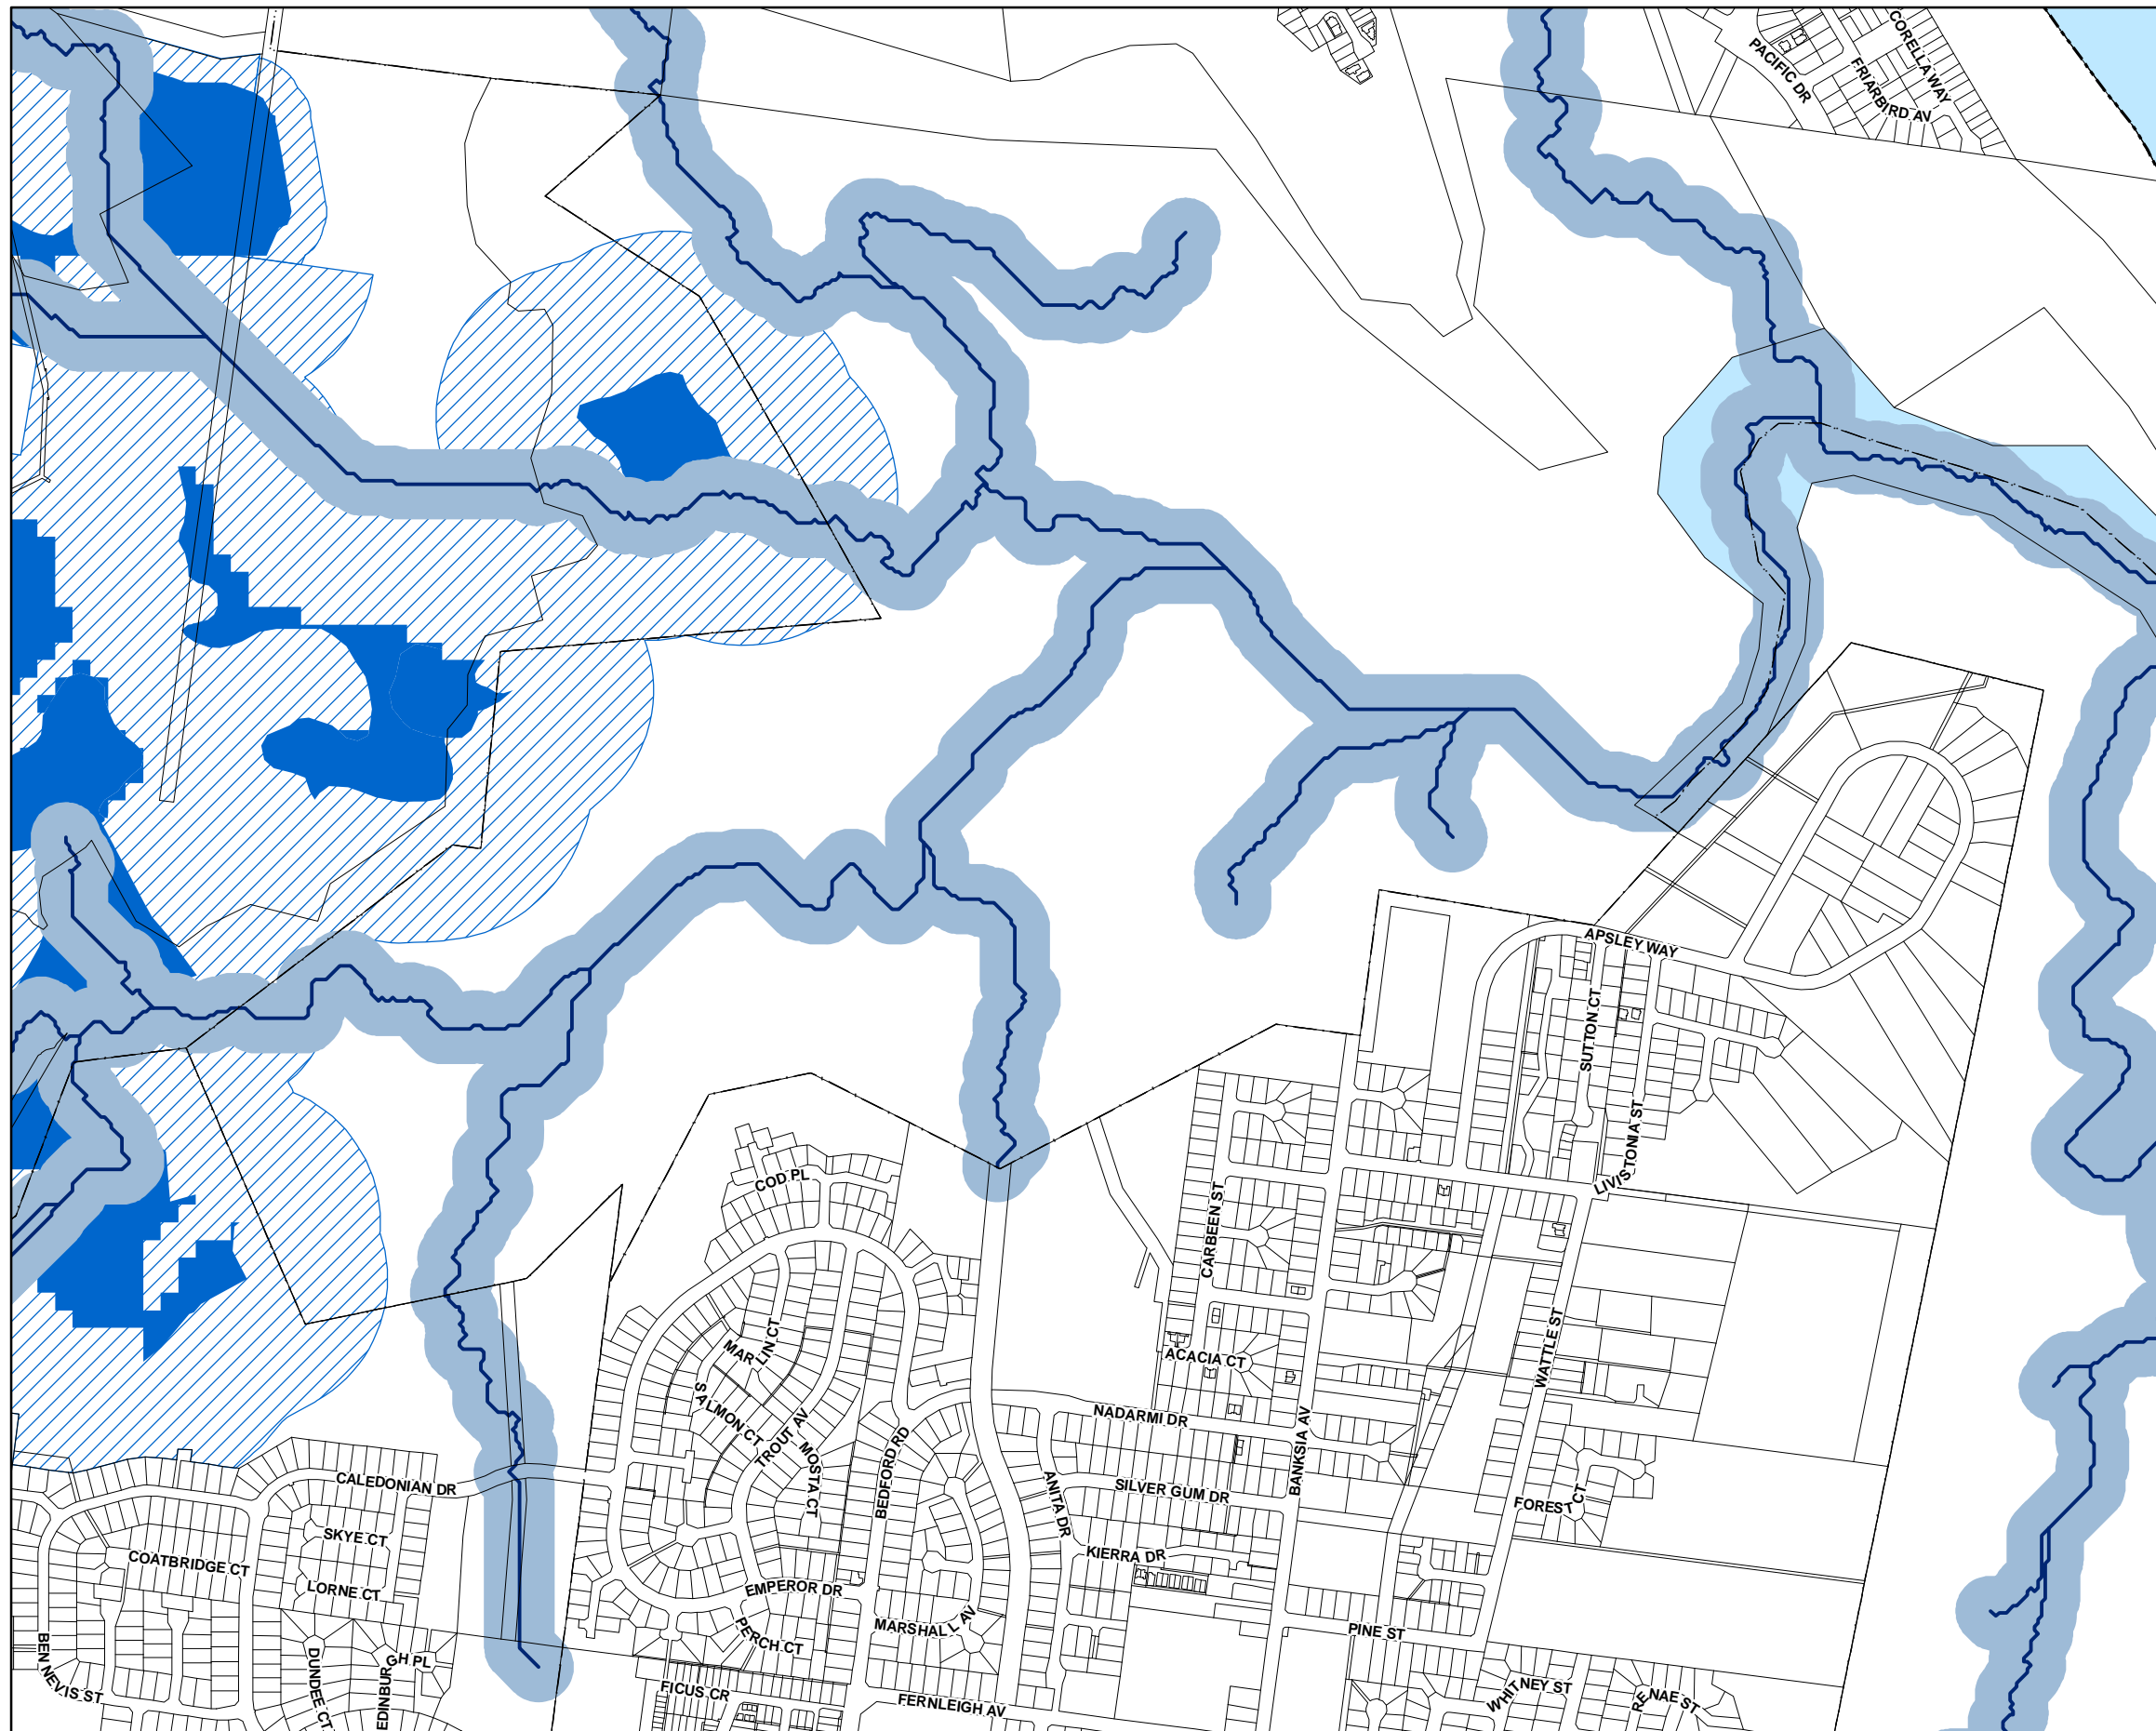 CORELLA WAY
PACIFIC DR
FRIARBIRD AV
APSLEY WAY
SUTTON CT
LIVISTONIA ST
COD PL
CARBEEN ST
MARLIN CT
ACACIA CT
WATTLE ST
SALMON CT
TROUT AV
NADARMI DR
MOSTA CT
BEDFORD RD
BANKSIA AV
CALEDONIAN DR
ANITA DR
SILVER GUM DR
FOREST CT
SKYE CT
COATBRIDGE CT
KIERRA DR
LORNE CT
EMPEROR DR
PERCH CT
MARSHALL AV
PINE ST
BEN NEVIS ST
DUNDEE CT
EDINBURGH PL
FICUS CR
FERNLEIGH AV
WHITNEY ST
RENAE ST